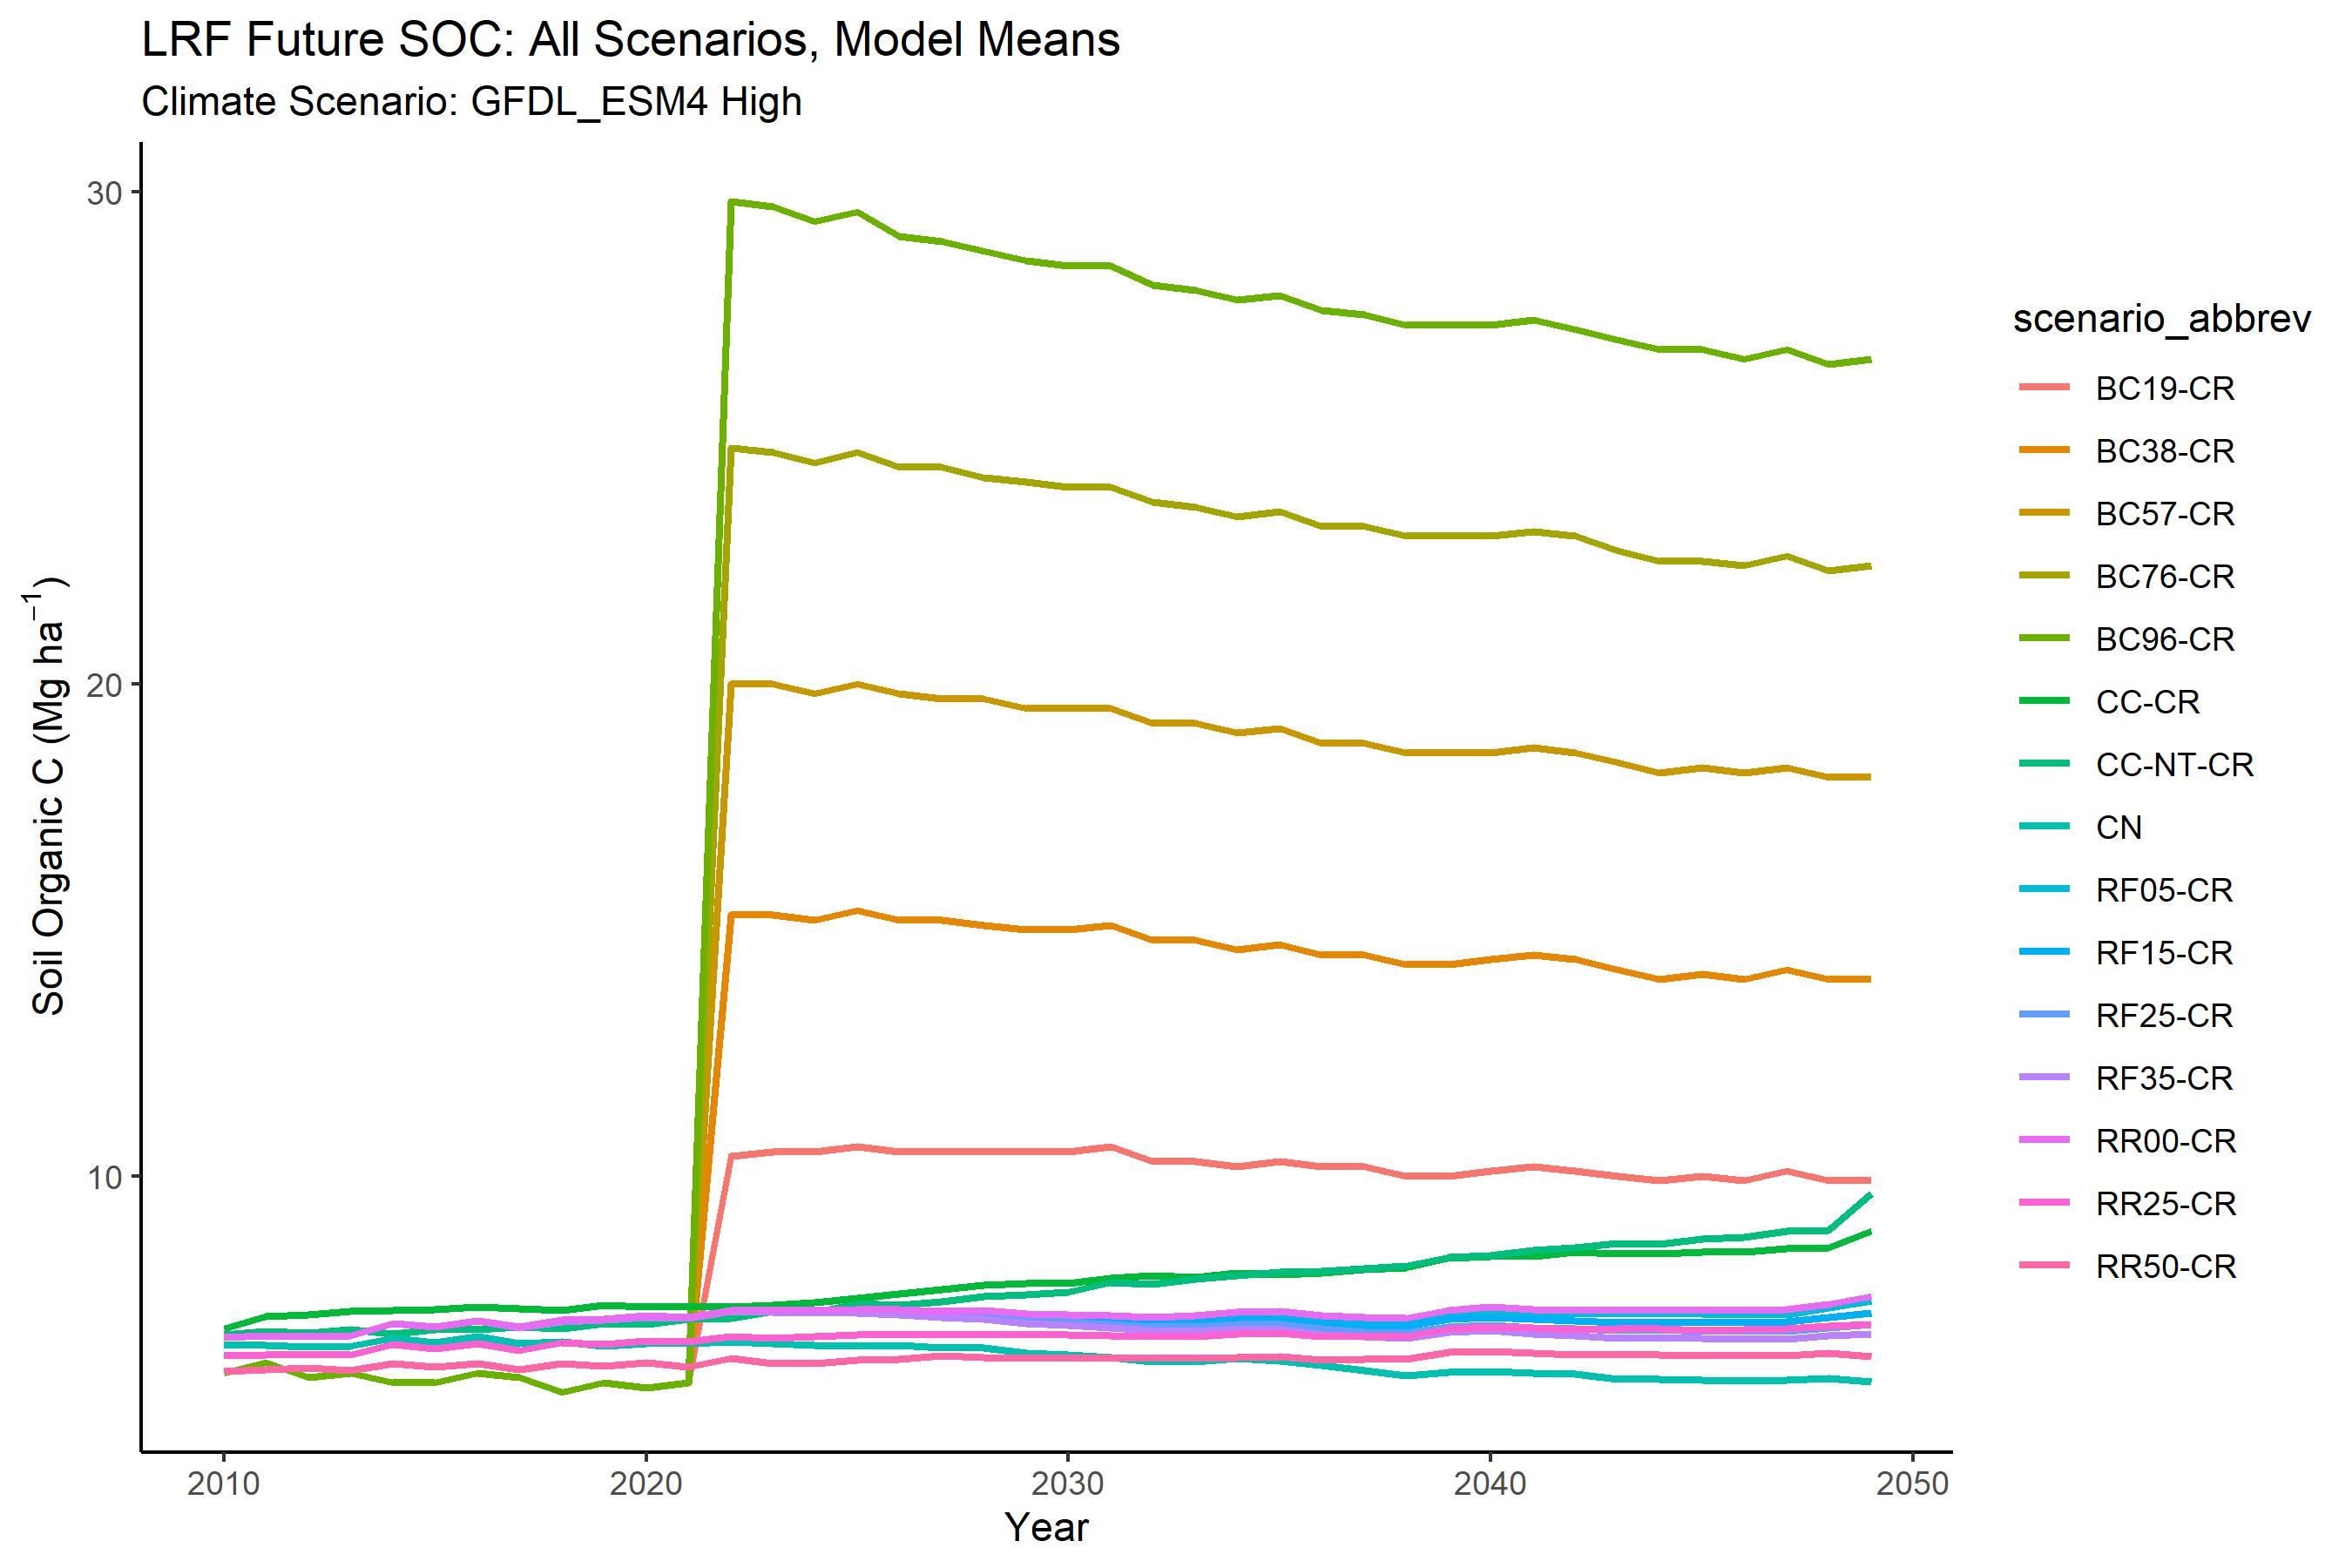 LRF Future SOC: All Scenarios, Model Means
Climate Scenario: GFDL_ESM4 High
30
20
10
Soil Organic C (Mg ha⁻¹)
2010 2020 2030 2040 2050
Year
scenario_abbrev
BC19-CR
BC38-CR
BC57-CR
BC76-CR
BC96-CR
CC-CR
CC-NT-CR
CN
RF05-CR
RF15-CR
RF25-CR
RF35-CR
RR00-CR
RR25-CR
RR50-CR